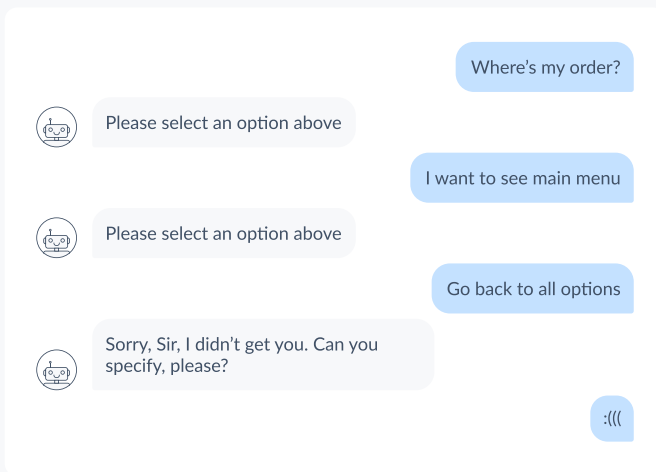 Where’s my order?
Please select an option above
I want to see main menu
Please select an option above
Go back to all options
Sorry, Sir, I didn’t get you. Can you
specify, please?
:(((